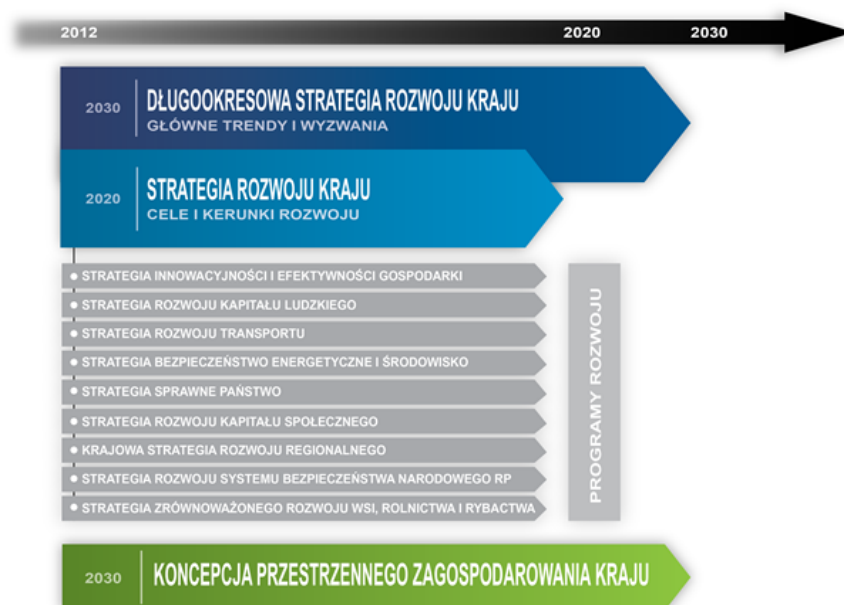 2012 2020 2030
2030 DŁUGOOKRESOWA STRATEGIA ROZWOJU KRAJU
GŁÓWNE TRENDY I WYZWANIA
2020 STRATEGIA ROZWOJU KRAJU
CELE I KERUNKI ROZWOJU
STRATEGIA INNOWACYJNOŚCI I EFEKTYWNOŚCI GOSPODARKI
STRATEGIA ROZWOJU KAPITAŁU LUDZKIEGO
STRATEGIA ROZWOJU TRANSPORTU
STRATEGIA BEZPIECZEŃSTWO ENERGETYCZNE I ŚRODOWISKO
STRATEGIA SPRAWNE PAŃSTWO
STRATEGIA ROZWOJU KAPITAŁU SPOŁECZNEGO
KRAJOWA STRATEGIA ROZWOJU REGIONALNEGO
STRATEGIA ROZWOJU SYSTEMU BEZPIECZEŃSTWA NARODOWEGO RP
STRATEGIA ZRÓWNOWAŻONEGO ROZWOJU WSI, ROLNICTWA I RYBACTWA
PROGRAMY ROZWOJU
2030 KONCEPCJA PRZESTRZENNEGO ZAGOSPODAROWANIA KRAJU